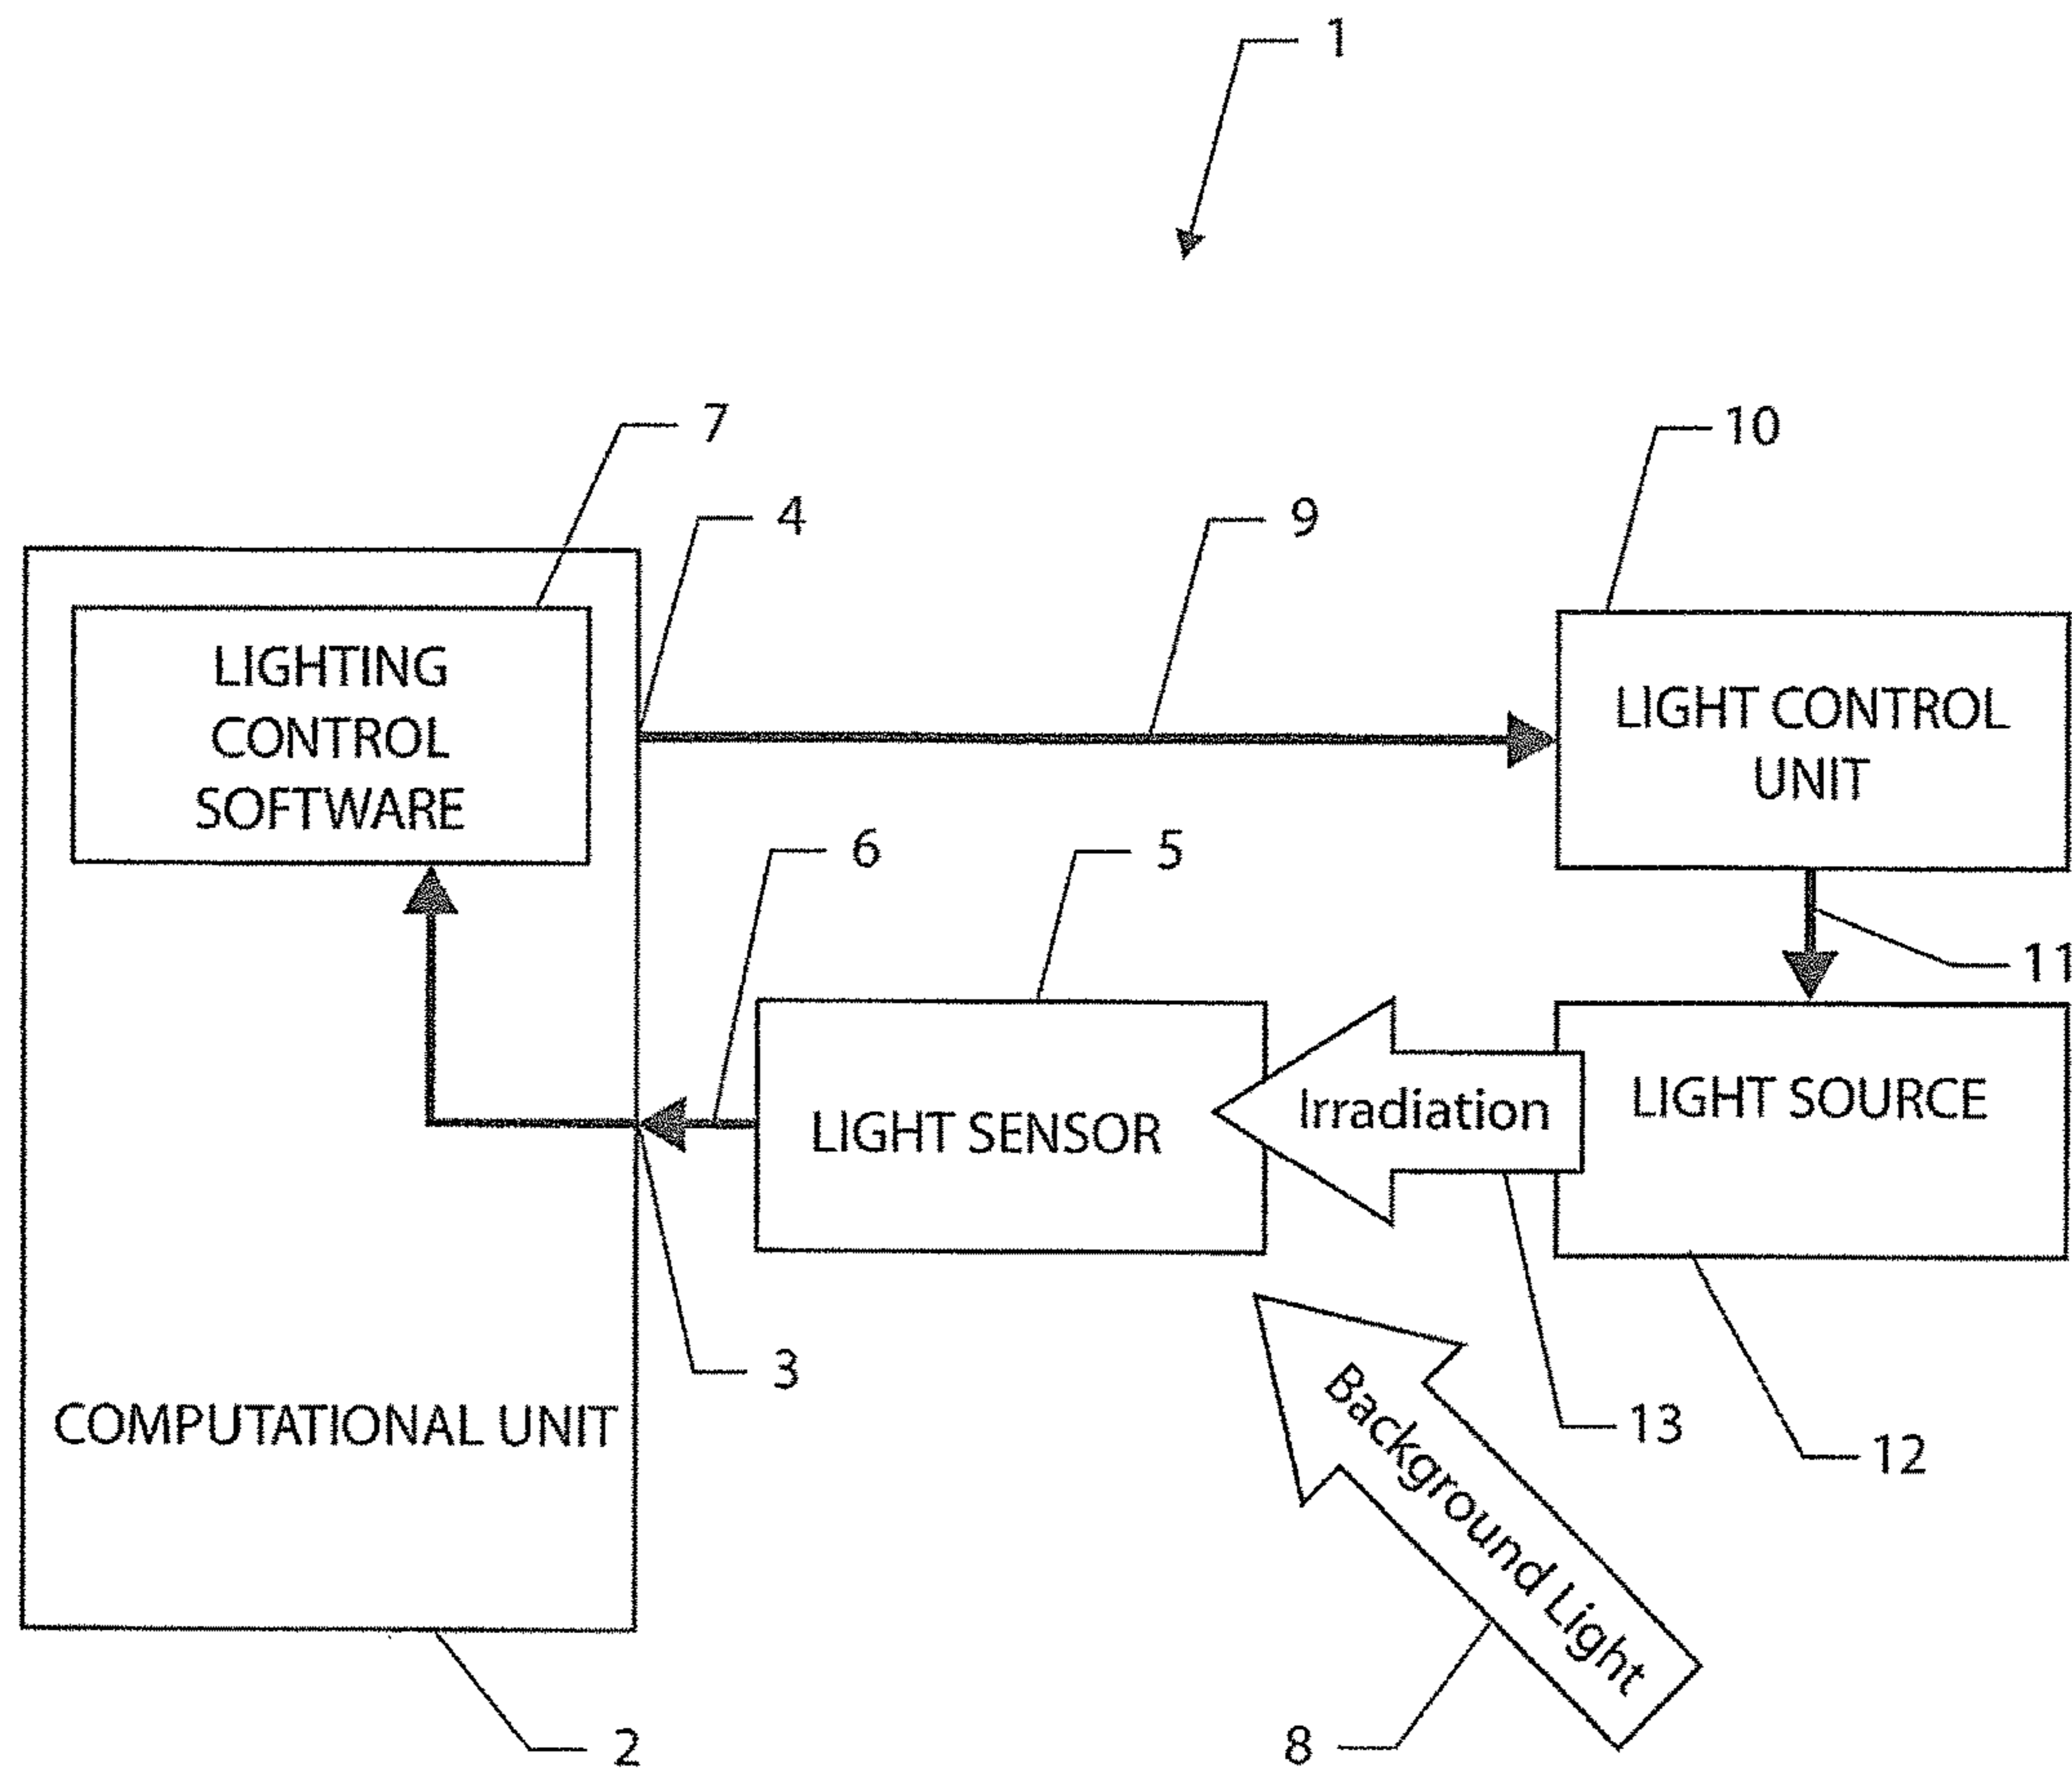 1
7
10
4
9
LIGHTING
CONTROL
SOFTWARE
LIGHT CONTROL
UNIT
6
5
11
LIGHT SENSOR
Irradiation
LIGHT SOURCE
3
13
12
COMPUTATIONAL UNIT
Background Light
2
8